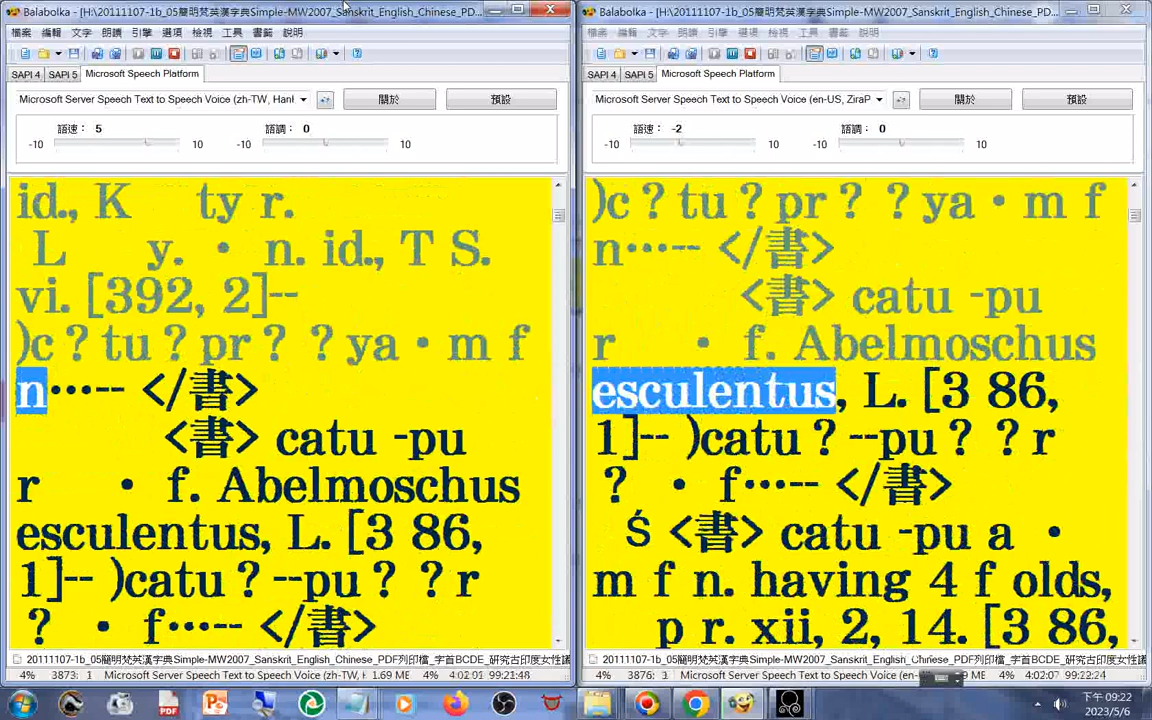 Balabolka - [H:\20111107-1b_05簡明梵英漢字典Simple-MW2007_Sanskrit_English_Chinese_PD...
檔案 編輯 文字 朗讀 引擎 選項 檢視 工具 書籤 說明
SAPI 4 SAPI 5 Microsoft Speech Platform
Microsoft Server Speech Text to Speech Voice (zh-TW, Hanl
關於 預設
語速： 5 語調： 0
-10 10 -10 10
id., K ty r.
L y. • n. id., T S.
vi. [392, 2]--
)c ? tu ? pr ? ? ya • m f
n…-- </書>
<書> catu -pu
r • f. Abelmoschus
esculentus, L. [3 86,
1]-- )catu ? --pu ? ? r
? • f…-- </書>
20111107-1b_05簡明梵英漢字典Simple-MW2007_Sanskrit_English_Chinese_PDF列印檔_字首BCDE_研究古印度女性議
4% 3873: 1 Microsoft Server Speech Text to Speech Voice (zh-TW, 1.69 MB 4% 4:02:01 99:21:48
Balabolka - [H:\20111107-1b_05簡明梵英漢字典Simple-MW2007_Sanskrit_English_Chinese_PD...
檔案 編輯 文字 朗讀 引擎 選項 檢視 工具 書籤 說明
SAPI 4 SAPI 5 Microsoft Speech Platform
Microsoft Server Speech Text to Speech Voice (en-US, ZiraP
關於 預設
語速： -2 語調： 0
-10 10 -10 10
)c ? tu ? pr ? ? ya • m f
n…-- </書>
<書> catu -pu
r • f. Abelmoschus
esculentus, L. [3 86,
1]-- )catu ? --pu ? ? r
? • f…-- </書>
Ś <書> catu -pu a •
m f n. having 4 f olds,
p r. xii, 2, 14. [3 86,
20111107-1b_05簡明梵英漢字典Simple-MW2007_Sanskrit_English_Chinese_PDF列印檔_字首BCDE_研究古印度女性議
4% 3876: 1 Microsoft Server Speech Text to Speech Voice (en-US, MB 4% 4:02:07 99:22:24
PDF
下午 09:22
2023/5/6